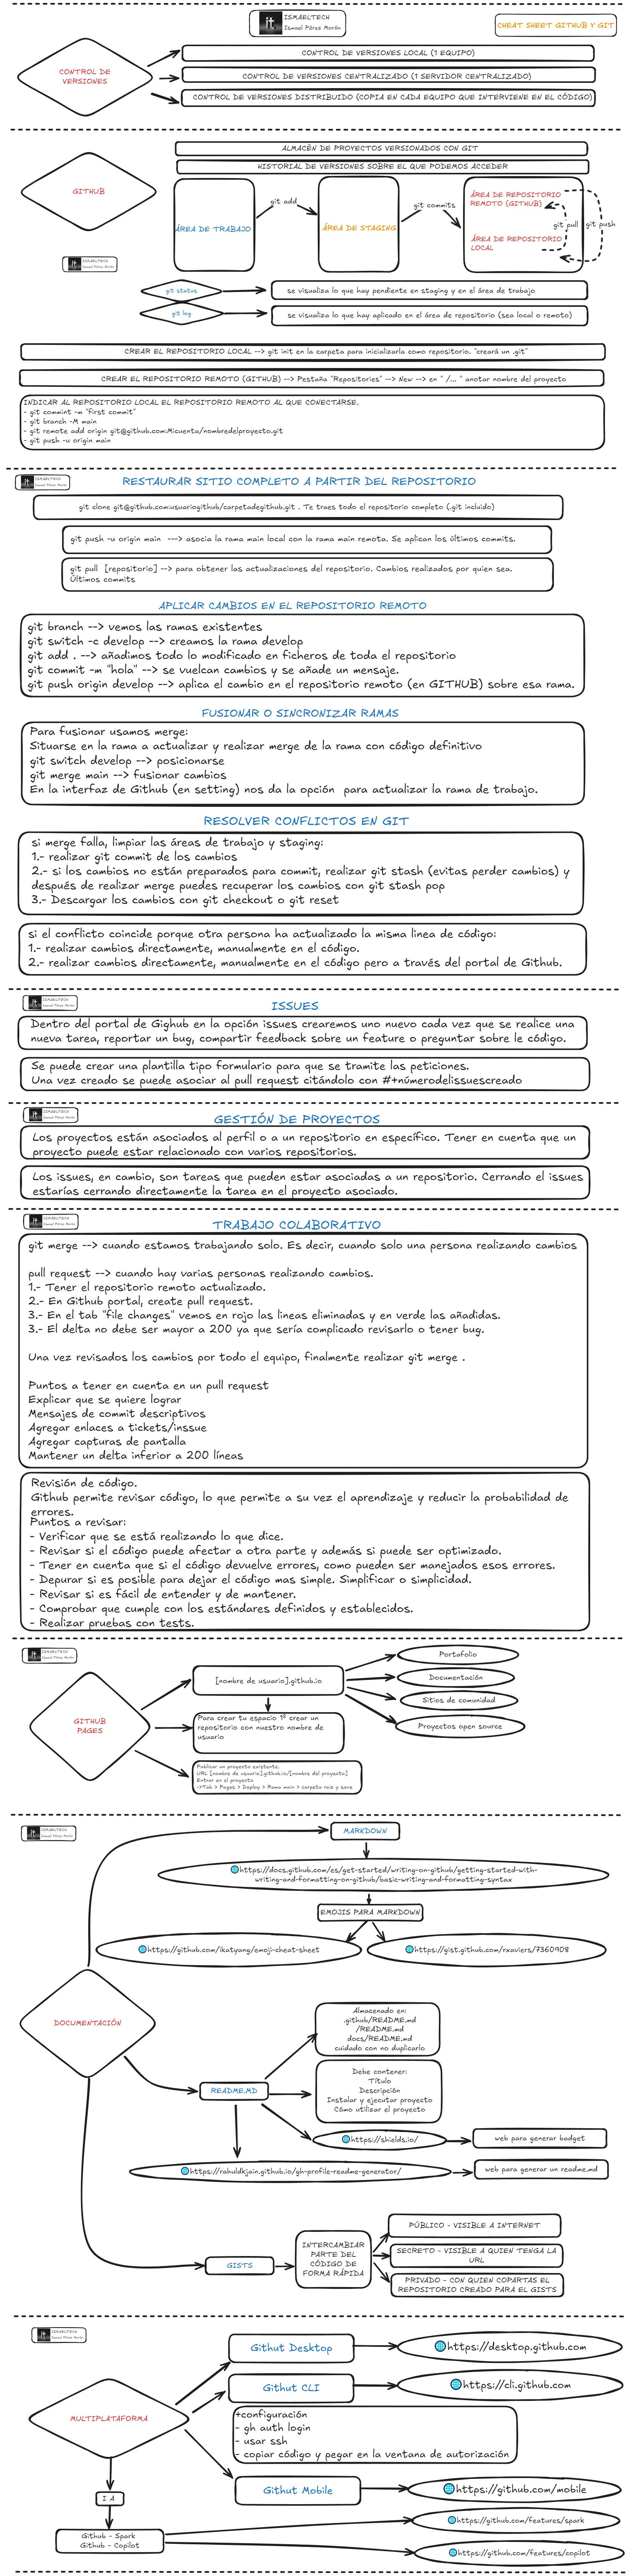 it
ISMAELTECH
Ismael Pérez Morón
CHEAT SHEET GITHUB Y GIT
CONTROL DE
VERSIONES
CONTROL DE VERSIONES LOCAL (1 EQUIPO)
CONTROL DE VERSIONES CENTRALIZADO (1 SERVIDOR CENTRALIZADO)
CONTROL DE VERSIONES DISTRIBUIDO (COPIA EN CADA EQUIPO QUE INTERVIENE EN EL CÓDIGO)
GITHUB
ALMACÉN DE PROYECTOS VERSIONADOS CON GIT
HISTORIAL DE VERSIONES SOBRE EL QUE PODEMOS ACCEDER
ÁREA DE TRABAJO
git add
ÁREA DE STAGING
git commits
ÁREA DE REPOSITORIO
REMOTO (GITHUB)
git pull
git push
ÁREA DE REPOSITORIO
LOCAL
it
ISMAELTECH
Ismael Pérez Morón
git status
se visualiza lo que hay pendiente en staging y en el área de trabajo
git log
se visualiza lo que hay aplicado en el área de repositorio (sea local o remoto)
CREAR EL REPOSITORIO LOCAL --> git init en la carpeta para inicializarla como repositorio. "creará un .git"
CREAR EL REPOSITORIO REMOTO (GITHUB) --> Pestaña "Repositories" --> New --> en " /... " anotar nombre del proyecto
INDICAR AL REPOSITORIO LOCAL EL REPOSITORIO REMOTO AL QUE CONECTARSE.
- git commint -m "first commit"
- git branch -M main
- git remote add origin git@github.com:Micuenta/nombredelproyecto.git
- git push -u origin main
it
ISMAELTECH
Ismael Pérez Morón
RESTAURAR SITIO COMPLETO A PARTIR DEL REPOSITORIO
git clone git@github.com:usuariogithub/carpetadegithub.git . Te traes todo el repositorio completo (.git incluido)
git push -u origin main ---> asocia la rama main local con la rama main remota. Se aplican los últimos commits.
git pull [repositorio] --> para obtener las actualizaciones del repositorio. Cambios realizados por quien sea.
Últimos commits
APLICAR CAMBIOS EN EL REPOSITORIO REMOTO
git branch --> vemos las ramas existentes
git switch -c develop --> creamos la rama develop
git add . --> añadimos todo lo modificado en ficheros de toda el repositorio
git commit -m "hola" --> se vuelcan cambios y se añade un mensaje.
git push origin develop --> aplica el cambio en el repositorio remoto (en GITHUB) sobre esa rama.
FUSIONAR O SINCRONIZAR RAMAS
Para fusionar usamos merge:
Situarse en la rama a actualizar y realizar merge de la rama con código definitivo
git switch develop --> posicionarse
git merge main --> fusionar cambios
En la interfaz de Github (en setting) nos da la opción para actualizar la rama de trabajo.
RESOLVER CONFLICTOS EN GIT
si merge falla, limpiar las áreas de trabajo y staging:
1.- realizar git commit de los cambios
2.- si los cambios no están preparados para commit, realizar git stash (evitas perder cambios) y
después de realizar merge puedes recuperar los cambios con git stash pop
3.- Descargar los cambios con git checkout o git reset
si el conflicto coincide porque otra persona ha actualizado la misma linea de código:
1.- realizar cambios directamente, manualmente en el código.
2.- realizar cambios directamente, manualmente en el código pero a través del portal de Github.
it
ISMAELTECH
Ismael Pérez Morón
ISSUES
Dentro del portal de Gighub en la opción issues crearemos uno nuevo cada vez que se realice una
nueva tarea, reportar un bug, compartir feedback sobre un feature o preguntar sobre le código.
Se puede crear una plantilla tipo formulario para que se tramite las peticiones.
Una vez creado se puede asociar al pull request citándolo con #+númerodelissuescreado
it
ISMAELTECH
Ismael Pérez Morón
GESTIÓN DE PROYECTOS
Los proyectos están asociados al perfil o a un repositorio en específico. Tener en cuenta que un
proyecto puede estar relacionado con varios repositorios.
Los issues, en cambio, son tareas que pueden estar asociadas a un repositorio. Cerrando el issues
estarías cerrando directamente la tarea en el proyecto asociado.
it
ISMAELTECH
Ismael Pérez Morón
TRABAJO COLABORATIVO
git merge --> cuando estamos trabajando solo. Es decir, cuando solo una persona realizando cambios
pull request --> cuando hay varias personas realizando cambios.
1.- Tener el repositorio remoto actualizado.
2.- En Github portal, create pull request.
3.- En el tab "file changes" vemos en rojo las lineas eliminadas y en verde las añadidas.
3.- El delta no debe ser mayor a 200 ya que sería complicado revisarlo o tener bug.
Una vez revisados los cambios por todo el equipo, finalmente realizar git merge .
Puntos a tener en cuenta en un pull request
Explicar que se quiere lograr
Mensajes de commit descriptivos
Agregar enlaces a tickets/inssue
Agregar capturas de pantalla
Mantener un delta inferior a 200 líneas
Revisión de código.
Github permite revisar código, lo que permite a su vez el aprendizaje y reducir la probabilidad de
errores.
Puntos a revisar:
- Verificar que se está realizando lo que dice.
- Revisar si el código puede afectar a otra parte y además si puede ser optimizado.
- Tener en cuenta que si el código devuelve errores, como pueden ser manejados esos errores.
- Depurar si es posible para dejar el código mas simple. Simplificar o simplicidad.
- Revisar si es fácil de entender y de mantener.
- Comprobar que cumple con los estándares definidos y establecidos.
- Realizar pruebas con tests.
it
ISMAELTECH
Ismael Pérez Morón
GITHUB
PAGES
[nombre de usuario].github.io
Portafolio
Documentación
Sitios de comunidad
Proyectos open source
Para crear tu espacio 1º crear un
repositorio con nuestro nombre de
usuario
Publicar un proyecto existente.
URL [nombre de usuario].github.io/[nombre del proyecto]
Entrar en el proyecto
->Tab > Pages > Deploy > Rama main > carpeta raíz y save
it
ISMAELTECH
Ismael Pérez Morón
MARKDOWN
https://docs.github.com/es/get-started/writing-on-github/getting-started-with-
writing-and-formatting-on-github/basic-writing-and-formatting-syntax
EMOJIS PARA MARKDOWN
https://github.com/ikatyang/emoji-cheat-sheet
https://gist.github.com/rxaviers/7360908
DOCUMENTACIÓN
Almacenado en:
.github/README.md
/README.md
docs/README.md
cuidado con no duplicarlo
README.MD
Debe contener:
Título
Descripción
Instalar y ejecutar proyecto
Cómo utilizar el proyecto
https://shields.io/
web para generar badget
https://rahuldkjain.github.io/gh-profile-readme-generator/
web para generar un readme.md
GISTS
INTERCAMBIAR
PARTE DEL
CÓDIGO DE
FORMA RÁPIDA
PÚBLICO - VISIBLE A INTERNET
SECRETO - VISIBLE A QUIEN TENGA LA
URL
PRIVADO - CON QUIEN COPARTAS EL
REPOSITORIO CREADO PARA EL GISTS
it
ISMAELTECH
Ismael Pérez Morón
MULTIPLATAFORMA
Githut Desktop
https://desktop.github.com
Githut CLI
https://cli.github.com
+configuración
- gh auth login
- usar ssh
- copiar código y pegar en la ventana de autorización
Githut Mobile
https://github.com/mobile
I A
Github - Spark
Github - Copilot
https://github.com/features/spark
https://github.com/features/copilot